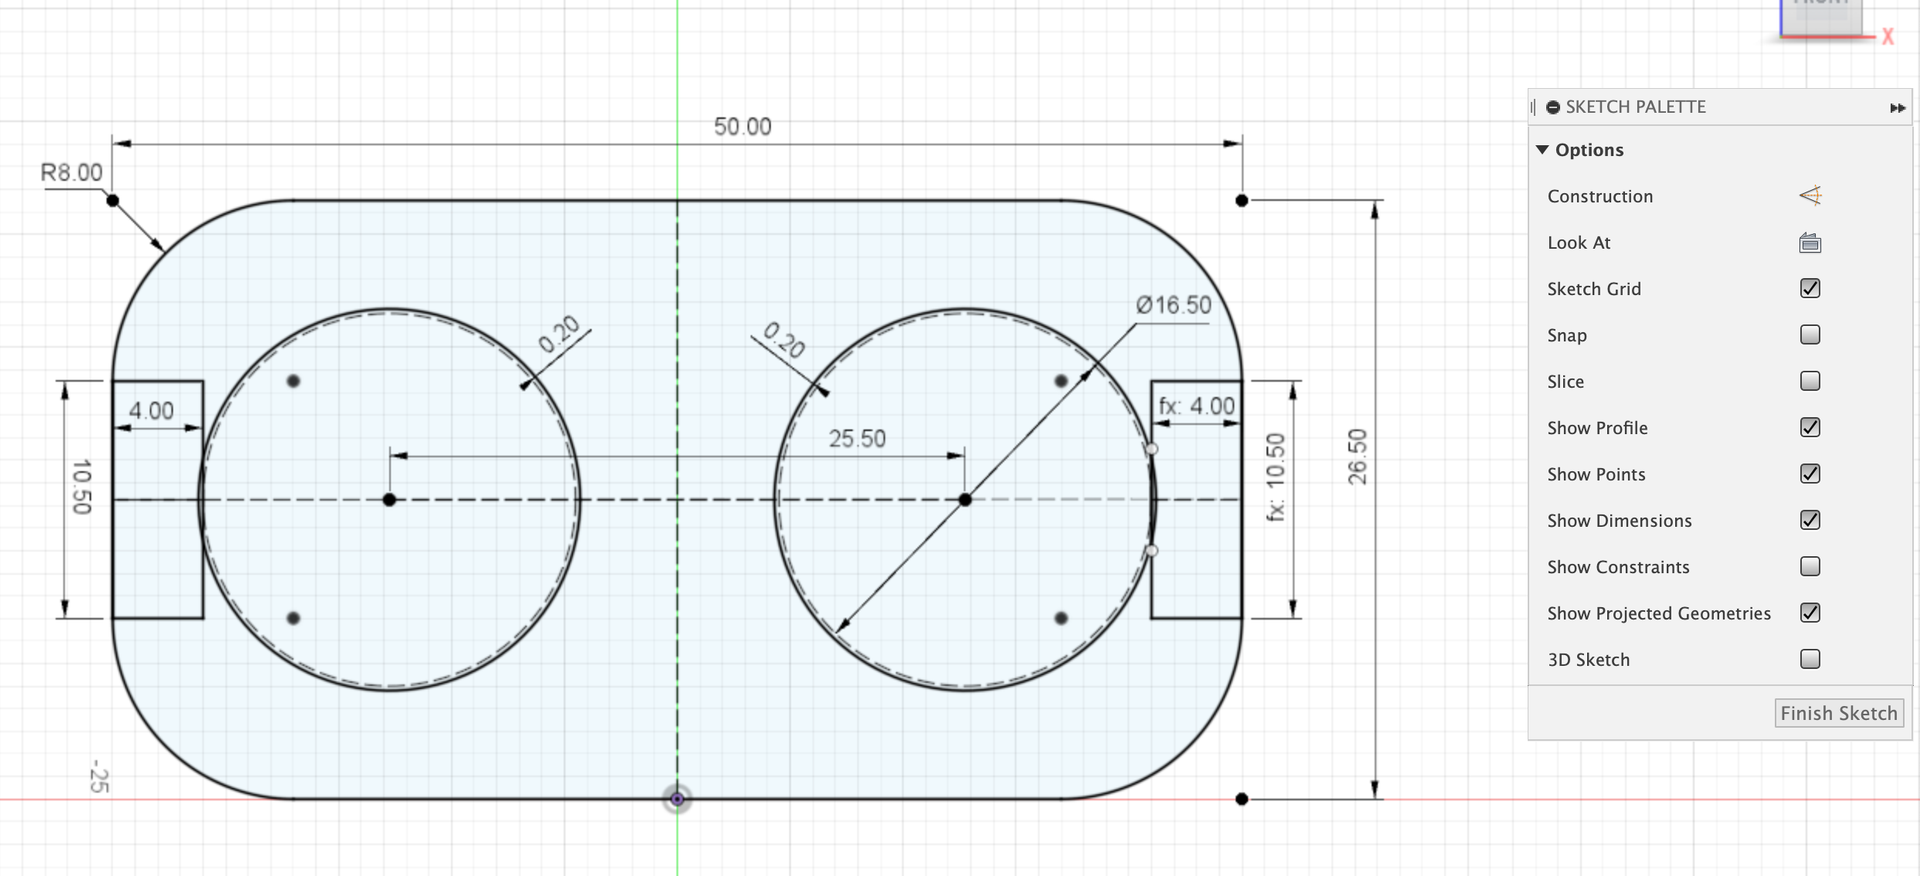 X
50.00
R8.00
Ø16.50
0.20
0.20
4.00
fx: 4.00
25.50
10.50
fx: 10.50
26.50
-25
SKETCH PALETTE
Options
Construction
Look At
Sketch Grid
Snap
Slice
Show Profile
Show Points
Show Dimensions
Show Constraints
Show Projected Geometries
3D Sketch
Finish Sketch